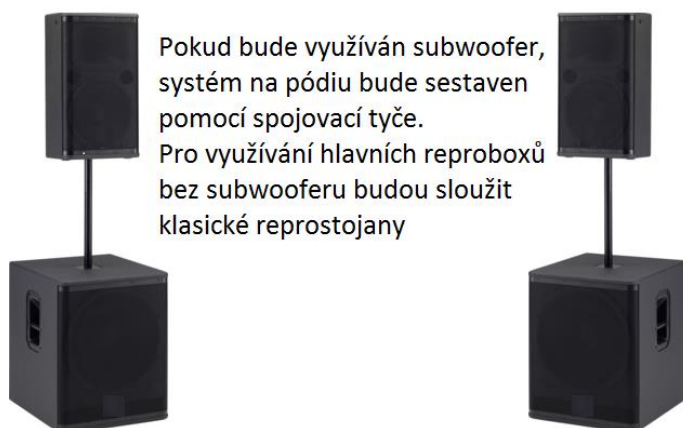 Pokud bude využíván subwoofer,
systém na pódiu bude sestaven
pomocí spojovací tyče.
Pro využívání hlavních reproboxů
bez subwooferu budou sloužit
klasické reprostojany